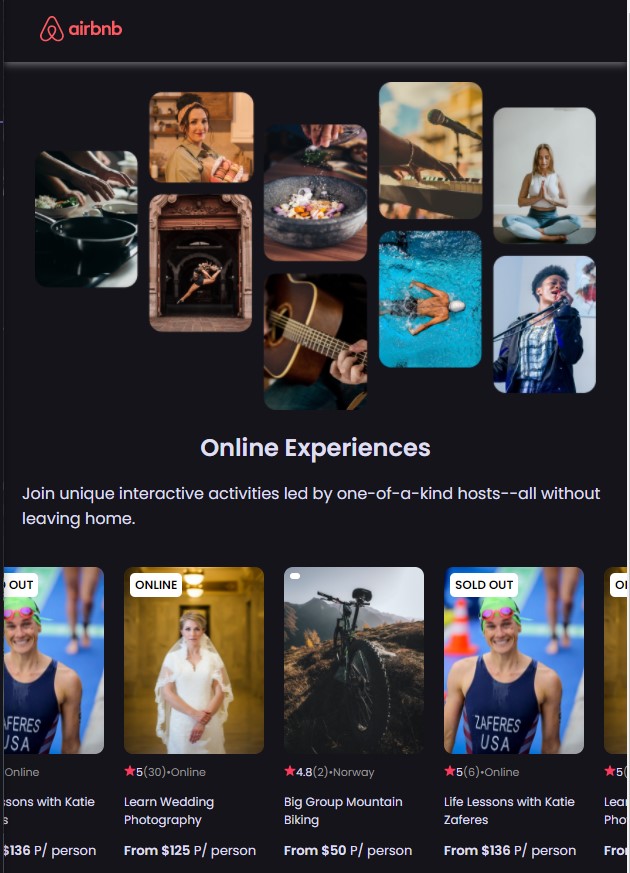 airbnb
Online Experiences
Join unique interactive activities led by one-of-a-kind hosts--all without
leaving home.
D OUT
ONLINE
SOLD OUT
ZAFERES
USA
ZAFERES
USA
Online
5(30)•Online
4.8(2)•Norway
5(6)•Online
5(
ssons with Katie
s
Learn Wedding
Photography
Big Group Mountain
Biking
Life Lessons with Katie
Zaferes
Lear
Pho
$136 P/ person
From $125 P/ person
From $50 P/ person
From $136 P/ person
Fro